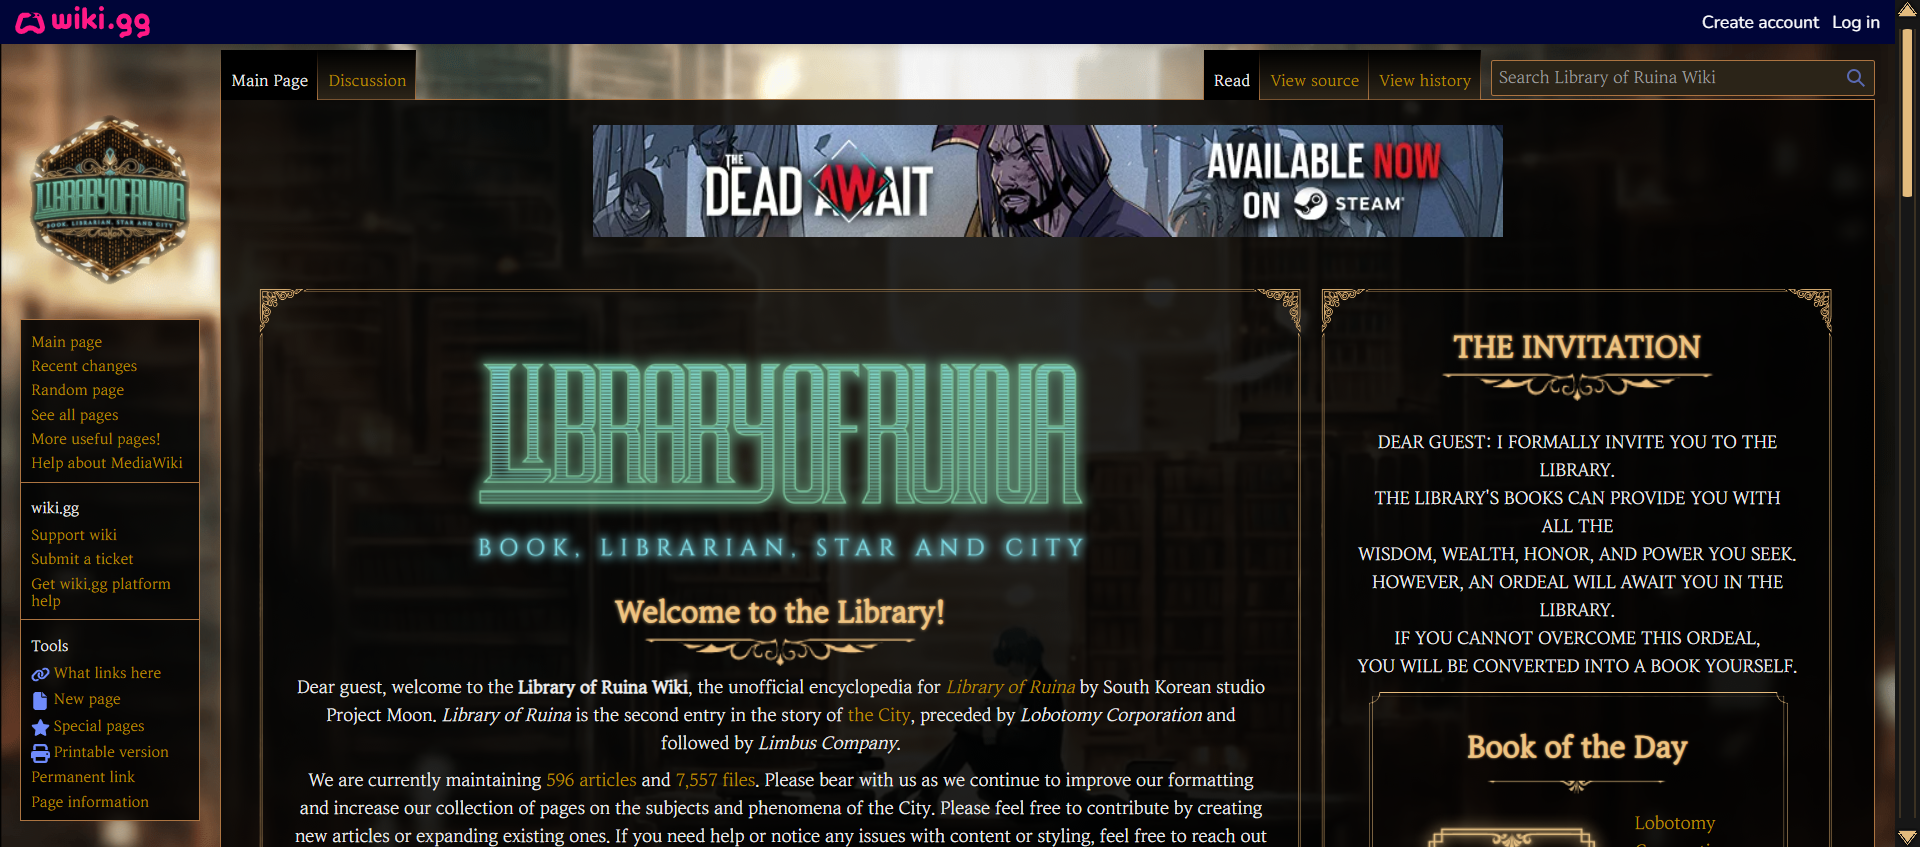 wiki.gg
Create account Log in
Main Page Discussion
Read View source View history
Search Library of Ruina Wiki
LIBRARY OF RUINA
BOOK, LIBRARIAN, STAR AND CITY
THE DEAD AWAIT
AVAILABLE NOW
ON STEAM
Main page
Recent changes
Random page
See all pages
More useful pages!
Help about MediaWiki
wiki.gg
Support wiki
Submit a ticket
Get wiki.gg platform
help
Tools
What links here
New page
Special pages
Printable version
Permanent link
Page information
LIBRARY OF RUINA
BOOK, LIBRARIAN, STAR AND CITY
Welcome to the Library!
Dear guest, welcome to the Library of Ruina Wiki, the unofficial encyclopedia for Library of Ruina by South Korean studio
Project Moon. Library of Ruina is the second entry in the story of the City, preceded by Lobotomy Corporation and
followed by Limbus Company.
We are currently maintaining 596 articles and 7,557 files. Please bear with us as we continue to improve our formatting
and increase our collection of pages on the subjects and phenomena of the City. Please feel free to contribute by creating
new articles or expanding existing ones. If you need help or notice any issues with content or styling, feel free to reach out
THE INVITATION
DEAR GUEST: I FORMALLY INVITE YOU TO THE
LIBRARY.
THE LIBRARY'S BOOKS CAN PROVIDE YOU WITH
ALL THE
WISDOM, WEALTH, HONOR, AND POWER YOU SEEK.
HOWEVER, AN ORDEAL WILL AWAIT YOU IN THE
LIBRARY.
IF YOU CANNOT OVERCOME THIS ORDEAL,
YOU WILL BE CONVERTED INTO A BOOK YOURSELF.
Book of the Day
Lobotomy